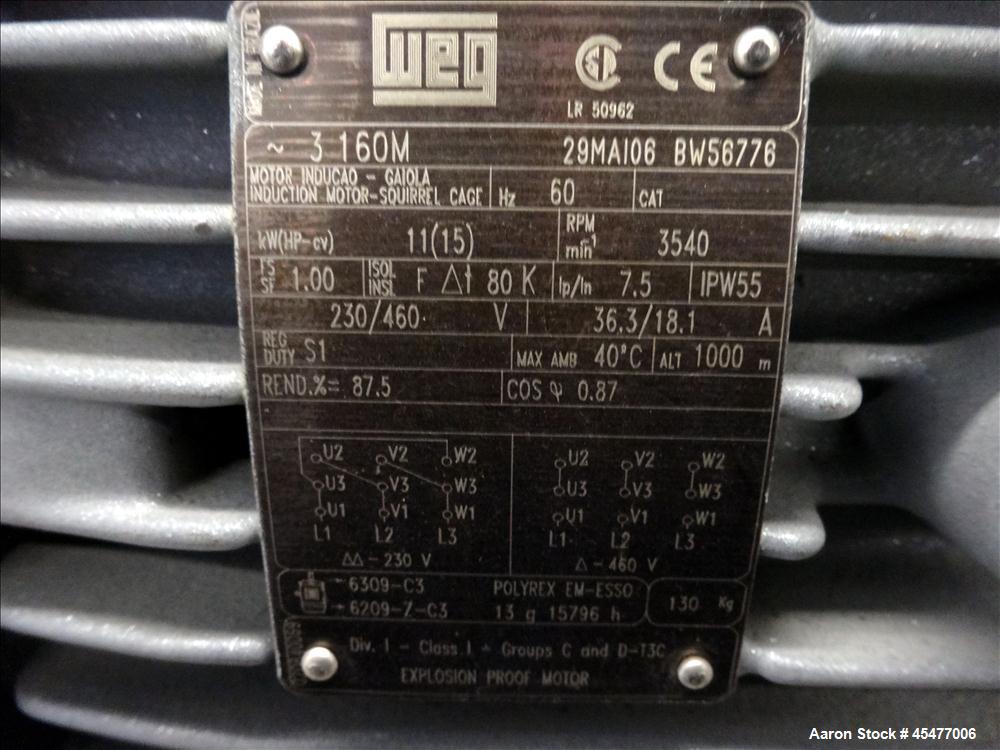 WEG
CE
LR 50962
~ 3 160M 29MAI06 BW56776
MOTOR INDUCAO - GAIOLA
INDUCTION MOTOR-SQUIRREL CAGE Hz 60 CAT
kW(HP-cv) 11(15) RPM min-1 3540
FS SF 1.00 ISOL INSL F Δt 80 K Ip/In 7.5 IPW55
230/460 V 36.3/18.1 A
REG DUTY S1 MAX AMB 40°C ALT 1000 m
REND.%= 87.5 COS φ 0.87
U2 V2 W2 U2 V2 W2
U3 V3 W3 U3 V3 W3
U1 V1 W1 U1 V1 W1
L1 L2 L3 L1 L2 L3
ΔΔ - 230 V Δ - 460 V
6309-C3 POLYREX EM-ESSO
6209-Z-C3 13 g 15796 h 130 Kg
Div. I - Class I - Groups C and D-T3C
EXPLOSION PROOF MOTOR
Aaron Stock # 45477006